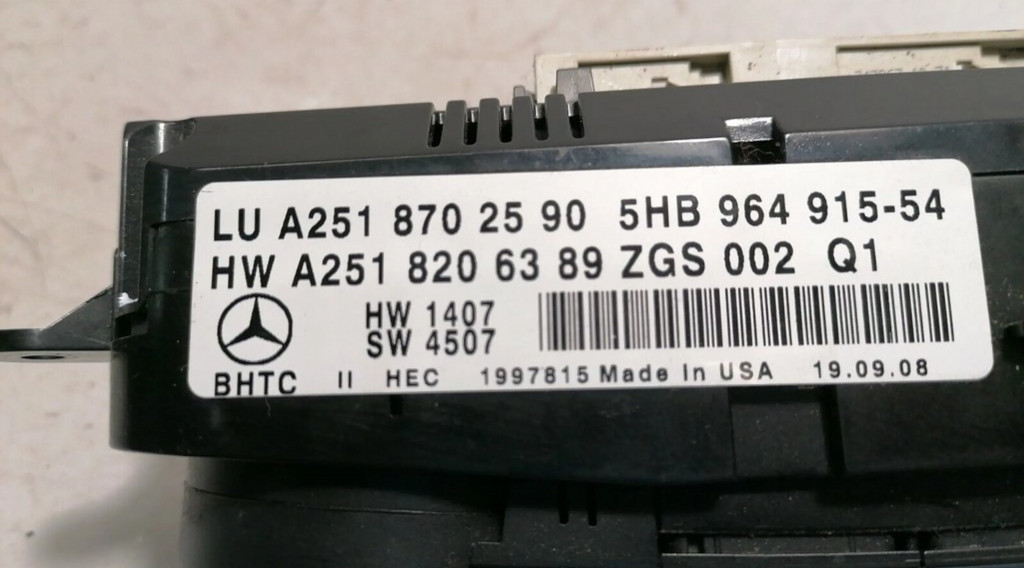 LU A251 870 25 90 5HB 964 915-54
HW A251 820 63 89 ZGS 002 Q1
HW 1407
SW 4507
BHTC II HEC 1997815 Made In USA 19.09.08